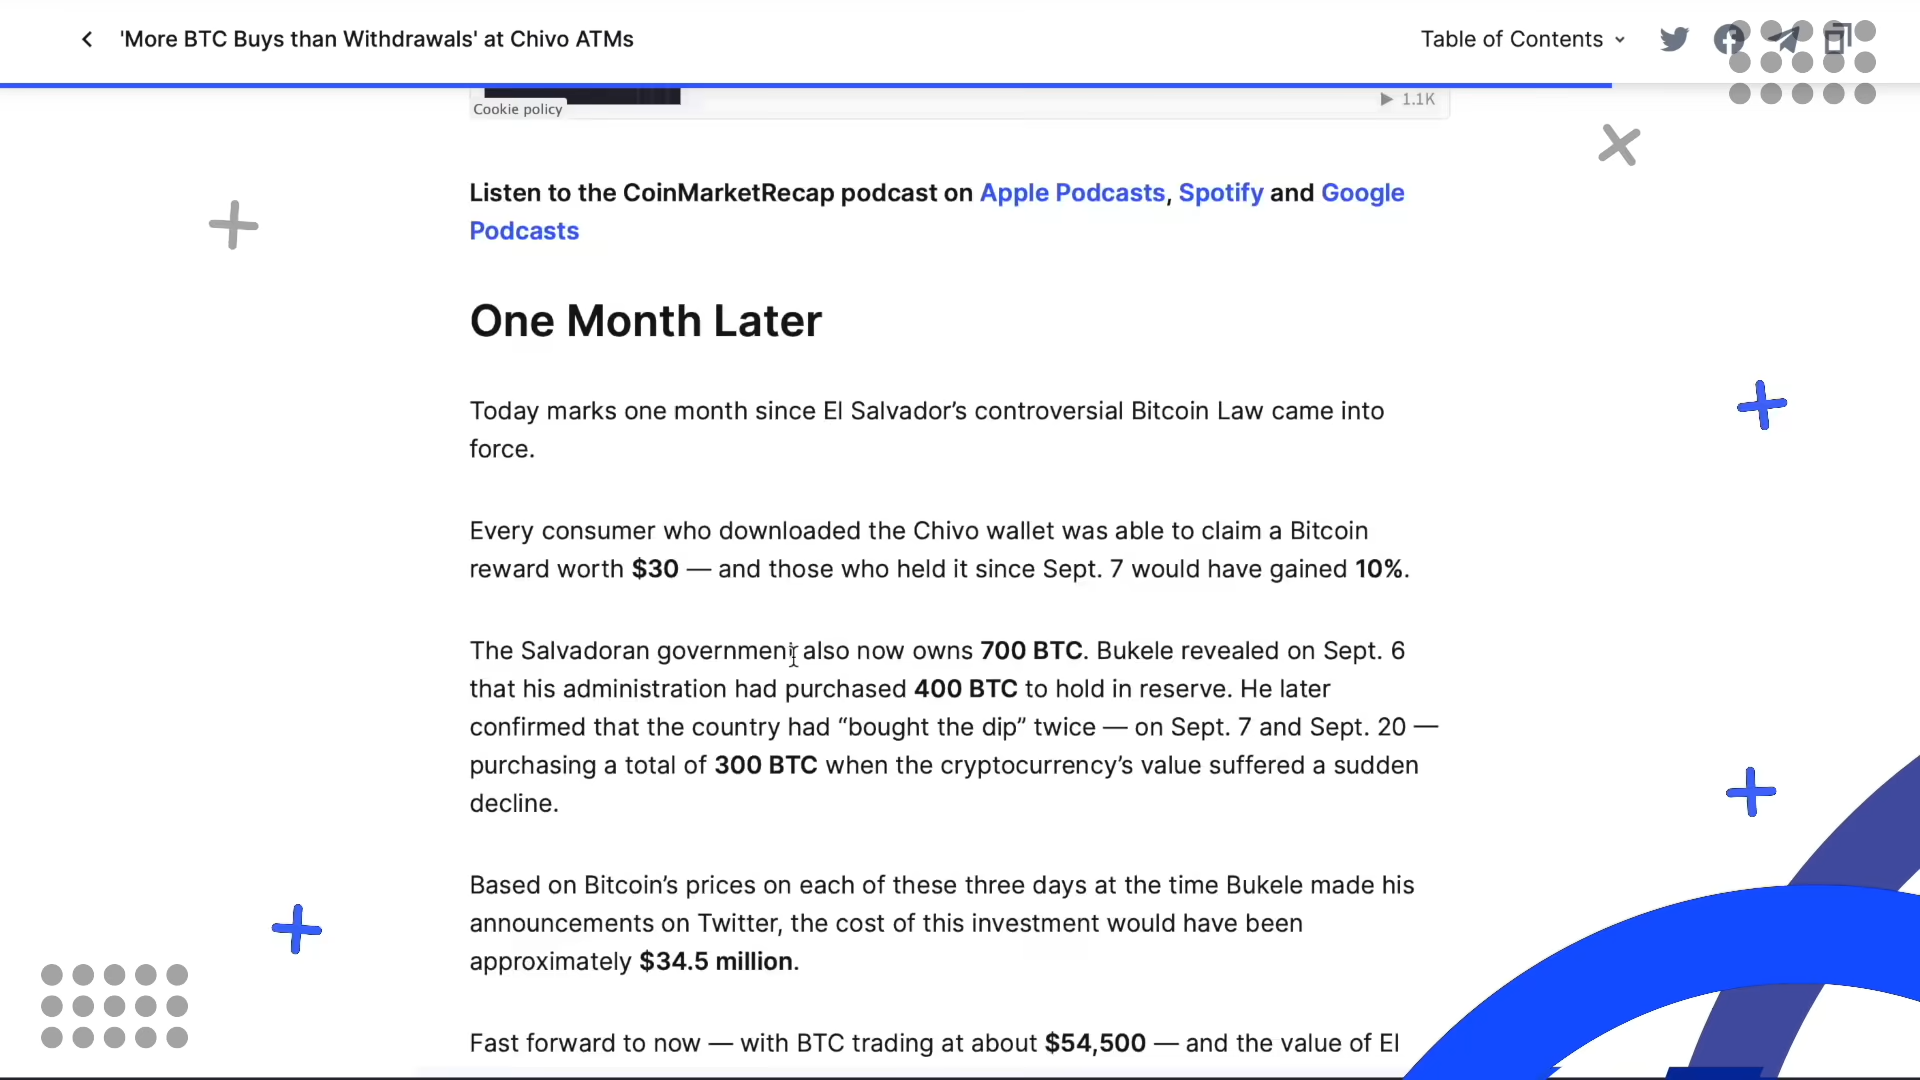 'More BTC Buys than Withdrawals' at Chivo ATMs
Table of Contents
Cookie policy
1.1K
Listen to the CoinMarketRecap podcast on Apple Podcasts, Spotify and Google
Podcasts
One Month Later
Today marks one month since El Salvador’s controversial Bitcoin Law came into
force.
Every consumer who downloaded the Chivo wallet was able to claim a Bitcoin
reward worth $30 — and those who held it since Sept. 7 would have gained 10%.
The Salvadoran government also now owns 700 BTC. Bukele revealed on Sept. 6
that his administration had purchased 400 BTC to hold in reserve. He later
confirmed that the country had “bought the dip” twice — on Sept. 7 and Sept. 20 —
purchasing a total of 300 BTC when the cryptocurrency’s value suffered a sudden
decline.
Based on Bitcoin’s prices on each of these three days at the time Bukele made his
announcements on Twitter, the cost of this investment would have been
approximately $34.5 million.
Fast forward to now — with BTC trading at about $54,500 — and the value of El